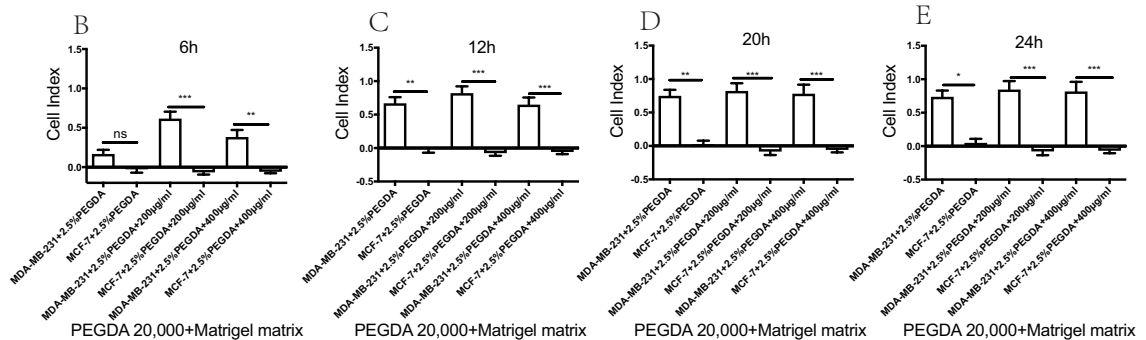 B
6h
Cell Index
1.5
1.0
0.5
0.0
ns
***
**
MDA-MB-231+2.5%PEGDA
MCF-7+2.5%PEGDA
MDA-MB-231+2.5%PEGDA+200μg/ml
MCF-7+2.5%PEGDA+200μg/ml
MDA-MB-231+2.5%PEGDA+400μg/ml
MCF-7+2.5%PEGDA+400μg/ml
PEGDA 20,000+Matrigel matrix
C
12h
Cell Index
1.5
1.0
0.5
0.0
-0.5
**
***
***
MDA-MB-231+2.5%PEGDA
MCF-7+2.5%PEGDA
MDA-MB-231+2.5%PEGDA+200μg/ml
MCF-7+2.5%PEGDA+200μg/ml
MDA-MB-231+2.5%PEGDA+400μg/ml
MCF-7+2.5%PEGDA+400μg/ml
PEGDA 20,000+Matrigel matrix
D
20h
Cell Index
1.5
1.0
0.5
0.0
-0.5
**
***
***
MDA-MB-231+2.5%PEGDA
MCF-7+2.5%PEGDA
MDA-MB-231+2.5%PEGDA+200μg/ml
MCF-7+2.5%PEGDA+200μg/ml
MDA-MB-231+2.5%PEGDA+400μg/ml
MCF-7+2.5%PEGDA+400μg/ml
PEGDA 20,000+Matrigel matrix
E
24h
Cell Index
1.5
1.0
0.5
0.0
-0.5
*
***
***
MDA-MB-231+2.5%PEGDA
MCF-7+2.5%PEGDA
MDA-MB-231+2.5%PEGDA+200μg/ml
MCF-7+2.5%PEGDA+200μg/ml
MDA-MB-231+2.5%PEGDA+400μg/ml
MCF-7+2.5%PEGDA+400μg/ml
PEGDA 20,000+Matrigel matrix